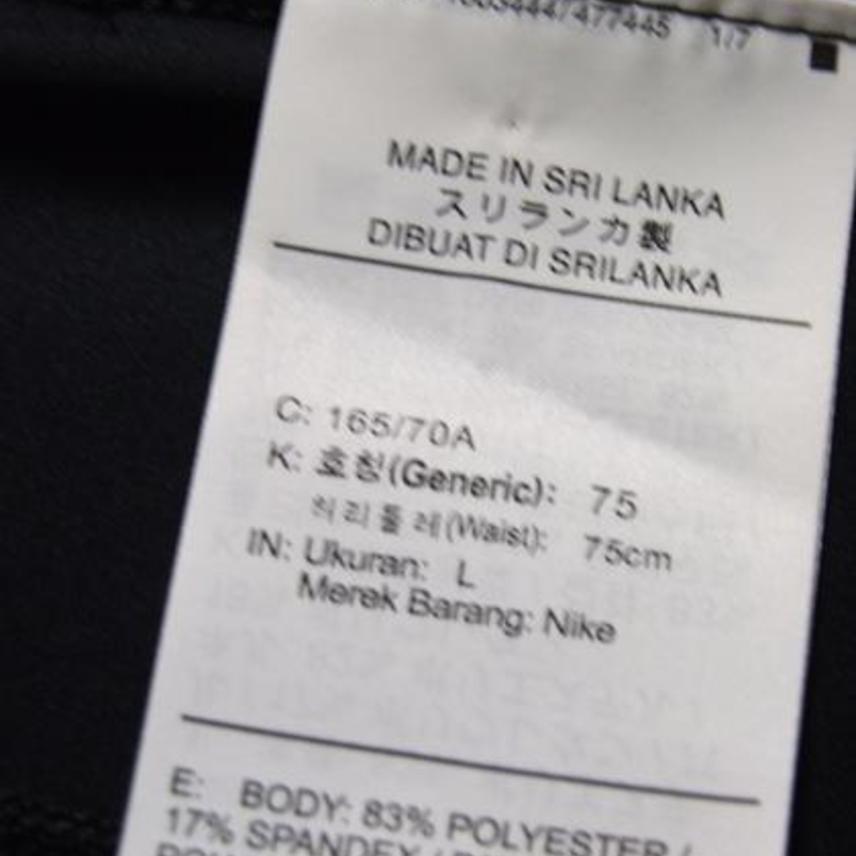 477445 1/7
MADE IN SRI LANKA
スリランカ製
DIBUAT DI SRILANKA
C: 165/70A
K: 호칭(Generic): 75
허리둘레(Waist): 75cm
IN: Ukuran: L
Merek Barang: Nike
E: BODY: 83% POLYESTER /
17% SPANDEX /